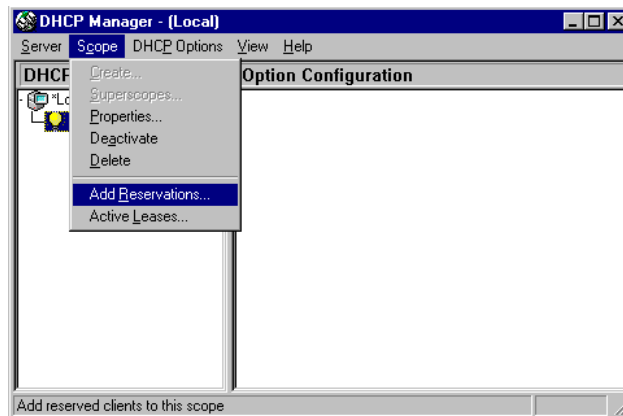 DHCP Manager - (Local)
Server Scope DHCP Options View Help
DHCP
Option Configuration
Create...
Superscopes...
Properties...
Deactivate
Delete
Add Reservations...
Active Leases...
Add reserved clients to this scope